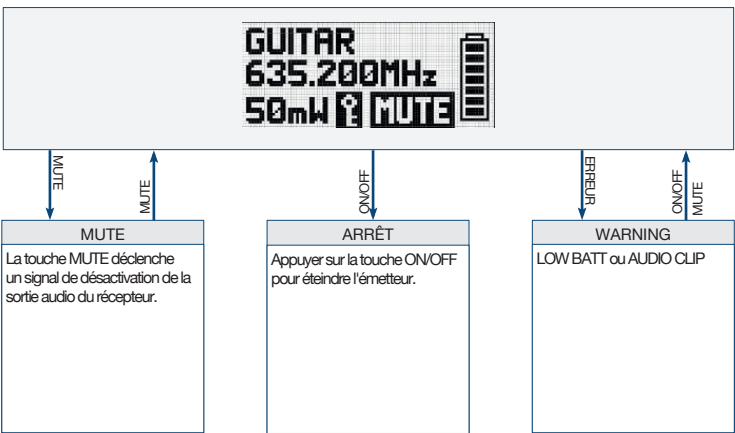 GUITAR
635.200MHz
50mW MUTE
MUTE
MUTE
ON/OFF
ERREUR
ON/OFF
MUTE
MUTE
La touche MUTE déclenche
un signal de désactivation de la
sortie audio du récepteur.
ARRÊT
Appuyer sur la touche ON/OFF
pour éteindre l'émetteur.
WARNING
LOW BATT ou AUDIO CLIP